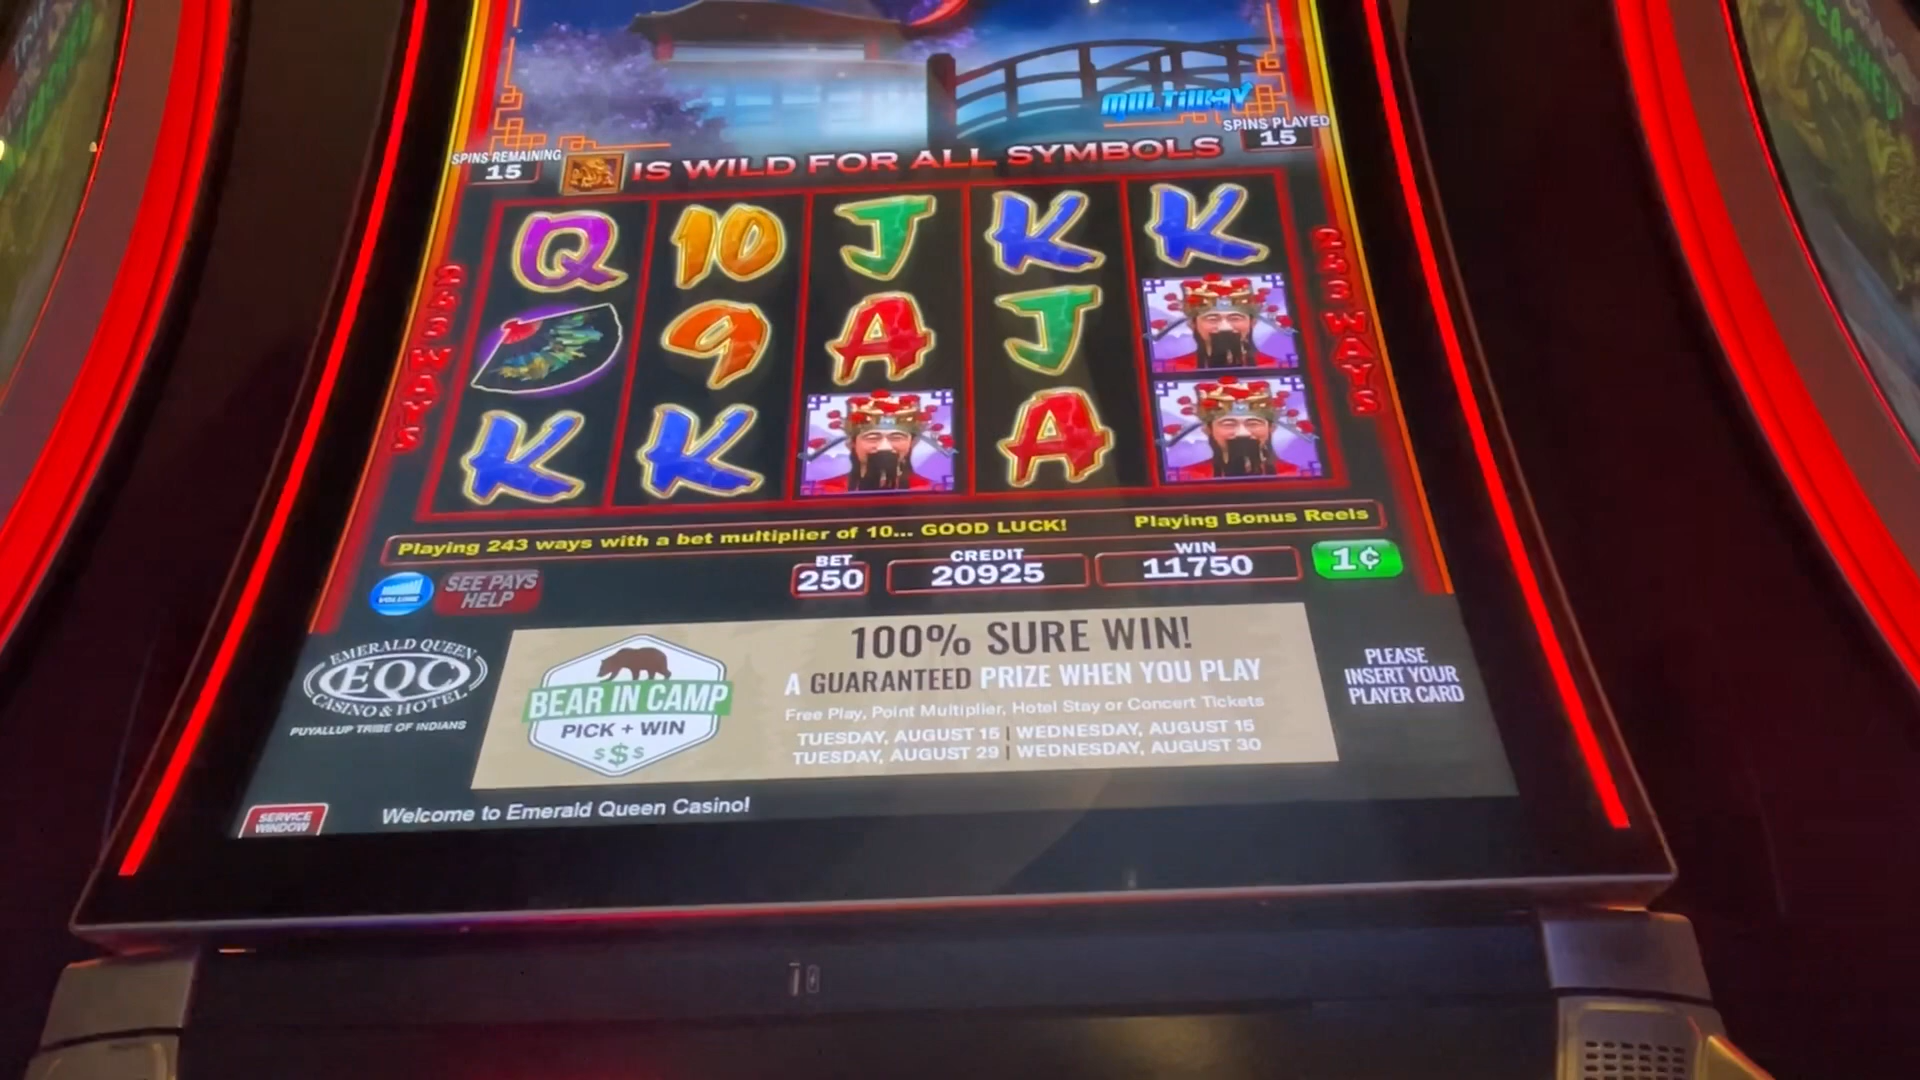 MULTIWAY
SPINS REMAINING
15
SPINS PLAYED
15
IS WILD FOR ALL SYMBOLS
Q 10 J K K
9 A J
K K A
243 WAYS
243 WAYS
Playing 243 ways with a bet multiplier of 10... GOOD LUCK!
Playing Bonus Reels
VOLUME
SEE PAYS
HELP
BET
250
CREDIT
20925
WIN
11750
1¢
EMERALD QUEEN
EQC
CASINO & HOTEL
PUYALLUP TRIBE OF INDIANS
BEAR IN CAMP
PICK + WIN
$$$
100% SURE WIN!
A GUARANTEED PRIZE WHEN YOU PLAY
Free Play, Point Multiplier, Hotel Stay or Concert Tickets
TUESDAY, AUGUST 15 | WEDNESDAY, AUGUST 15
TUESDAY, AUGUST 29 | WEDNESDAY, AUGUST 30
PLEASE
INSERT YOUR
PLAYER CARD
SERVICE
WINDOW
Welcome to Emerald Queen Casino!